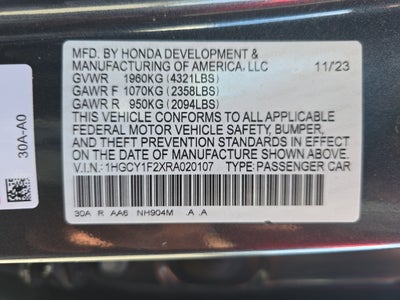 MFD. BY HONDA DEVELOPMENT &
MANUFACTURING OF AMERICA, LLC 11/23
GVWR 1960KG (4321LBS)
GAWR F 1070KG (2358LBS)
GAWR R 950KG (2094LBS)
THIS VEHICLE CONFORMS TO ALL APPLICABLE
FEDERAL MOTOR VEHICLE SAFETY, BUMPER,
AND THEFT PREVENTION STANDARDS IN EFFECT
ON THE DATE OF MANUFACTURE SHOWN ABOVE.
V.I.N.: 1HGCY1F2XRA020107 TYPE: PASSENGER CAR
30A R AA6 NH904M .A .A
30A-A0